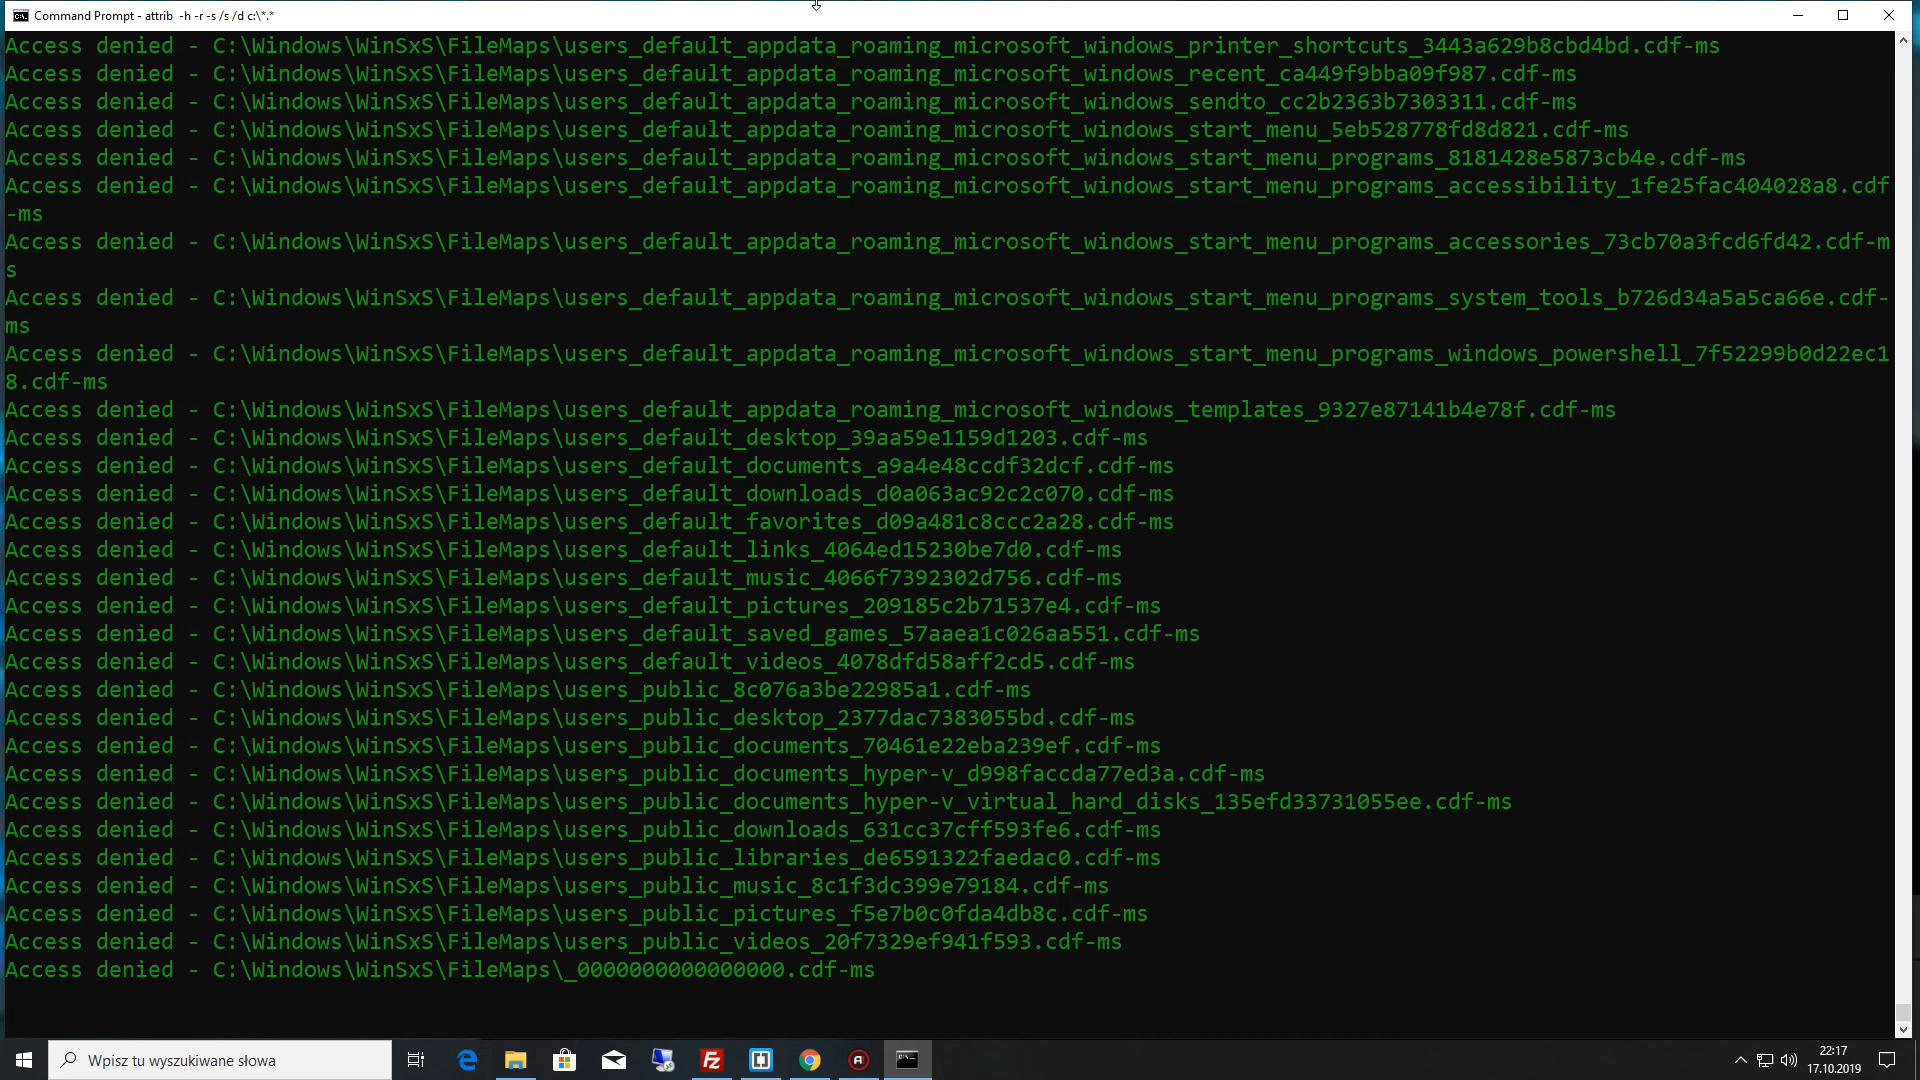 Command Prompt - attrib -h -r -s /s /d c:\*.*
Access denied - C:\Windows\WinSxS\FileMaps\users_default_appdata_roaming_microsoft_windows_printer_shortcuts_3443a629b8cbd4bd.cdf-ms
Access denied - C:\Windows\WinSxS\FileMaps\users_default_appdata_roaming_microsoft_windows_recent_ca449f9bba09f987.cdf-ms
Access denied - C:\Windows\WinSxS\FileMaps\users_default_appdata_roaming_microsoft_windows_sendto_cc2b2363b7303311.cdf-ms
Access denied - C:\Windows\WinSxS\FileMaps\users_default_appdata_roaming_microsoft_windows_start_menu_5eb528778fd8d821.cdf-ms
Access denied - C:\Windows\WinSxS\FileMaps\users_default_appdata_roaming_microsoft_windows_start_menu_programs_8181428e5873cb4e.cdf-ms
Access denied - C:\Windows\WinSxS\FileMaps\users_default_appdata_roaming_microsoft_windows_start_menu_programs_accessibility_1fe25fac404028a8.cdf
-ms
Access denied - C:\Windows\WinSxS\FileMaps\users_default_appdata_roaming_microsoft_windows_start_menu_programs_accessories_73cb70a3fcd6fd42.cdf-m
s
Access denied - C:\Windows\WinSxS\FileMaps\users_default_appdata_roaming_microsoft_windows_start_menu_programs_system_tools_b726d34a5a5ca66e.cdf-
ms
Access denied - C:\Windows\WinSxS\FileMaps\users_default_appdata_roaming_microsoft_windows_start_menu_programs_windows_powershell_7f52299b0d22ec1
8.cdf-ms
Access denied - C:\Windows\WinSxS\FileMaps\users_default_appdata_roaming_microsoft_windows_templates_9327e87141b4e78f.cdf-ms
Access denied - C:\Windows\WinSxS\FileMaps\users_default_desktop_39aa59e1159d1203.cdf-ms
Access denied - C:\Windows\WinSxS\FileMaps\users_default_documents_a9a4e48ccdf32dcf.cdf-ms
Access denied - C:\Windows\WinSxS\FileMaps\users_default_downloads_d0a063ac92c2c070.cdf-ms
Access denied - C:\Windows\WinSxS\FileMaps\users_default_favorites_d09a481c8ccc2a28.cdf-ms
Access denied - C:\Windows\WinSxS\FileMaps\users_default_links_4064ed15230be7d0.cdf-ms
Access denied - C:\Windows\WinSxS\FileMaps\users_default_music_4066f7392302d756.cdf-ms
Access denied - C:\Windows\WinSxS\FileMaps\users_default_pictures_209185c2b71537e4.cdf-ms
Access denied - C:\Windows\WinSxS\FileMaps\users_default_saved_games_57aaea1c026aa551.cdf-ms
Access denied - C:\Windows\WinSxS\FileMaps\users_default_videos_4078dfd58aff2cd5.cdf-ms
Access denied - C:\Windows\WinSxS\FileMaps\users_public_8c076a3be22985a1.cdf-ms
Access denied - C:\Windows\WinSxS\FileMaps\users_public_desktop_2377dac7383055bd.cdf-ms
Access denied - C:\Windows\WinSxS\FileMaps\users_public_documents_70461e22eba239ef.cdf-ms
Access denied - C:\Windows\WinSxS\FileMaps\users_public_documents_hyper-v_d998faccda77ed3a.cdf-ms
Access denied - C:\Windows\WinSxS\FileMaps\users_public_documents_hyper-v_virtual_hard_disks_135efd33731055ee.cdf-ms
Access denied - C:\Windows\WinSxS\FileMaps\users_public_downloads_631cc37cff593fe6.cdf-ms
Access denied - C:\Windows\WinSxS\FileMaps\users_public_libraries_de6591322faedac0.cdf-ms
Access denied - C:\Windows\WinSxS\FileMaps\users_public_music_8c1f3dc399e79184.cdf-ms
Access denied - C:\Windows\WinSxS\FileMaps\users_public_pictures_f5e7b0c0fda4db8c.cdf-ms
Access denied - C:\Windows\WinSxS\FileMaps\users_public_videos_20f7329ef941f593.cdf-ms
Access denied - C:\Windows\WinSxS\FileMaps\_0000000000000000.cdf-ms
Wpisz tu wyszukiwane słowa
22:17
17.10.2019